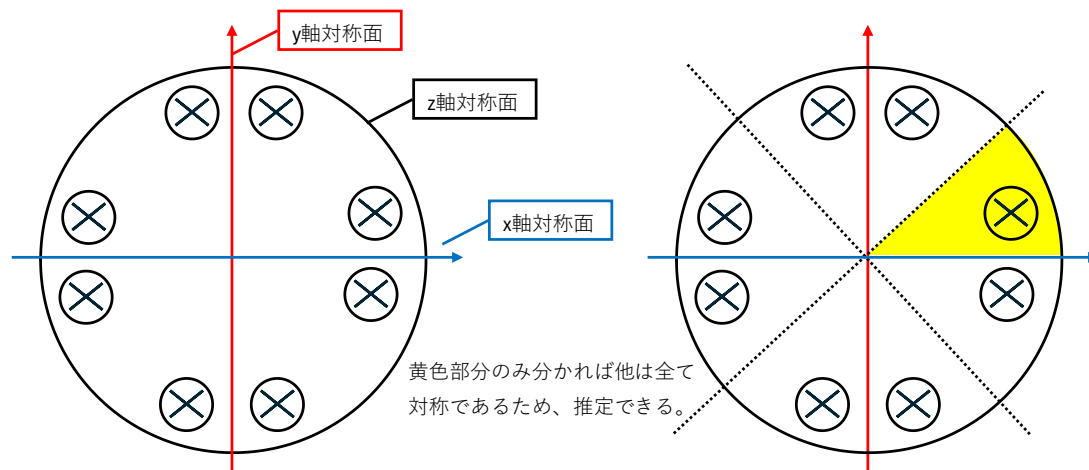 y軸対称面
z軸対称面
x軸対称面
黄色部分のみ分かれば他は全て
対称であるため、推定できる。